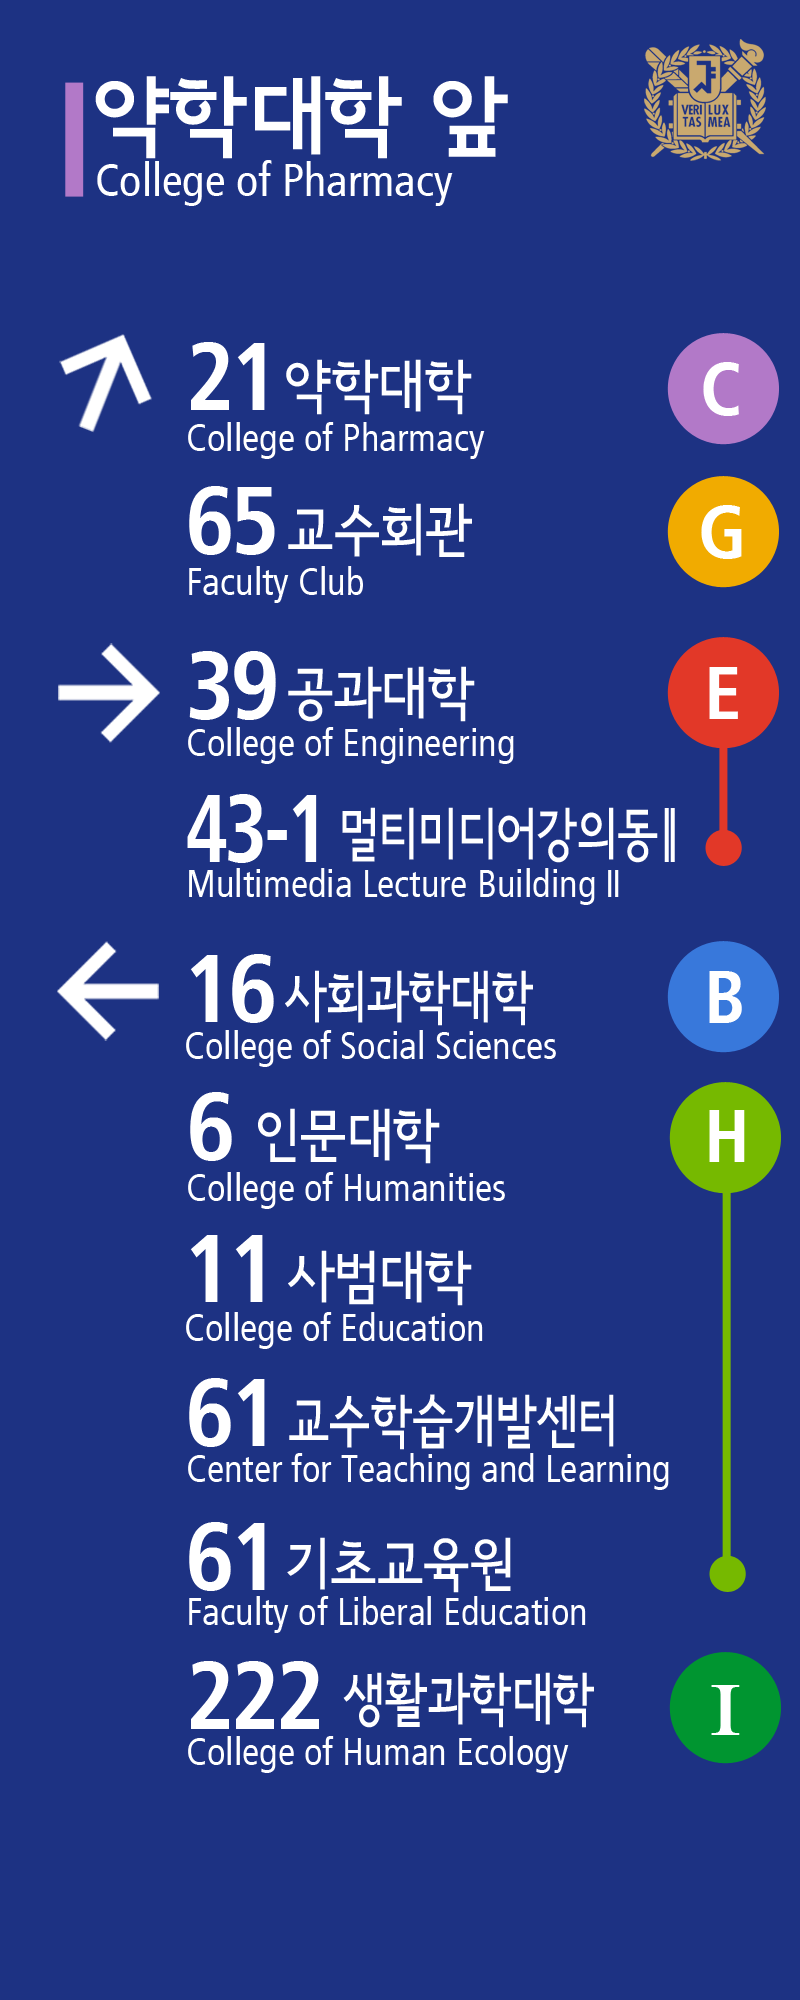 약학대학 앞
College of Pharmacy
VERI LUX
TAS MEA
21 약학대학
College of Pharmacy
C
65 교수회관
Faculty Club
G
39 공과대학
College of Engineering
E
43-1 멀티미디어강의동Ⅱ
Multimedia Lecture Building Ⅱ
16 사회과학대학
College of Social Sciences
B
6 인문대학
College of Humanities
H
11 사범대학
College of Education
61 교수학습개발센터
Center for Teaching and Learning
61 기초교육원
Faculty of Liberal Education
222 생활과학대학
College of Human Ecology
I